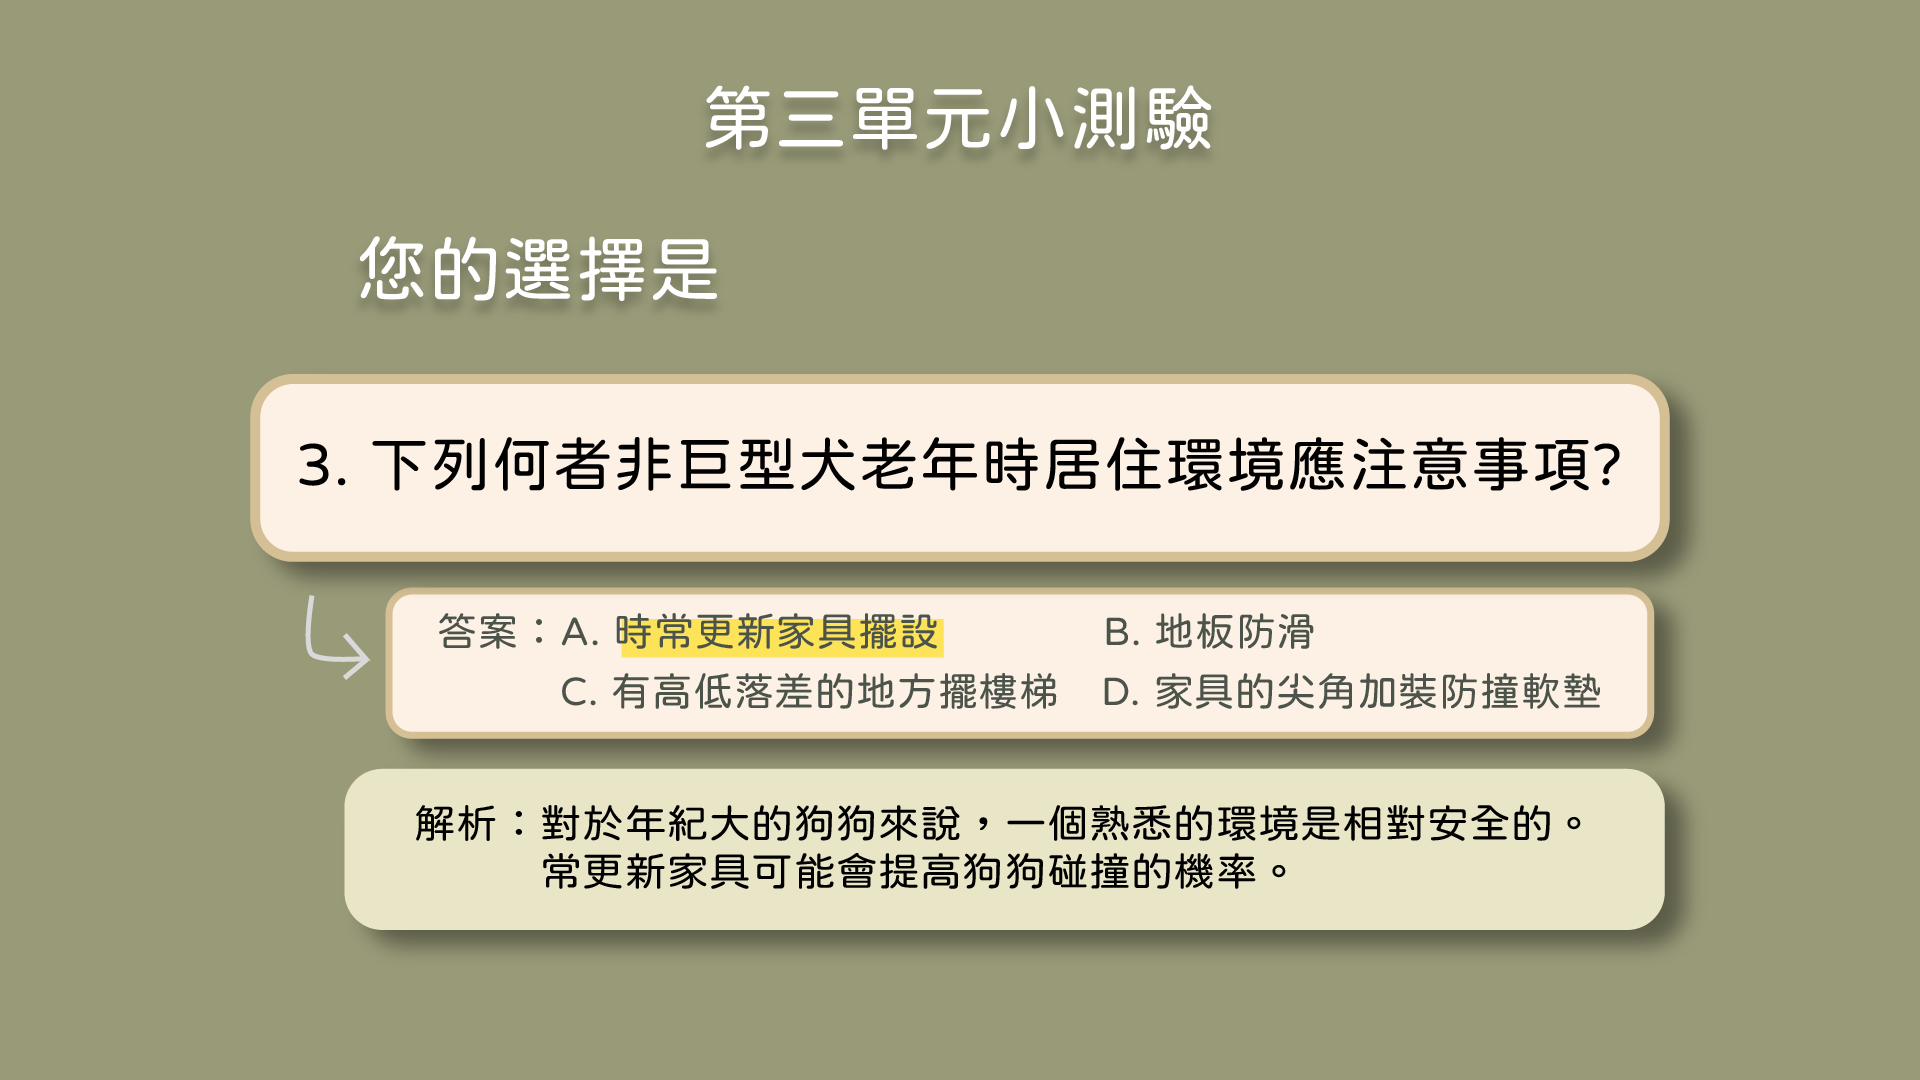 第三單元小測驗
您的選擇是
3. 下列何者非巨型犬老年時居住環境應注意事項?
答案：A. 時常更新家具擺設 B. 地板防滑
C. 有高低落差的地方擺樓梯 D. 家具的尖角加裝防撞軟墊
解析：對於年紀大的狗狗來說，一個熟悉的環境是相對安全的。
常更新家具可能會提高狗狗碰撞的機率。